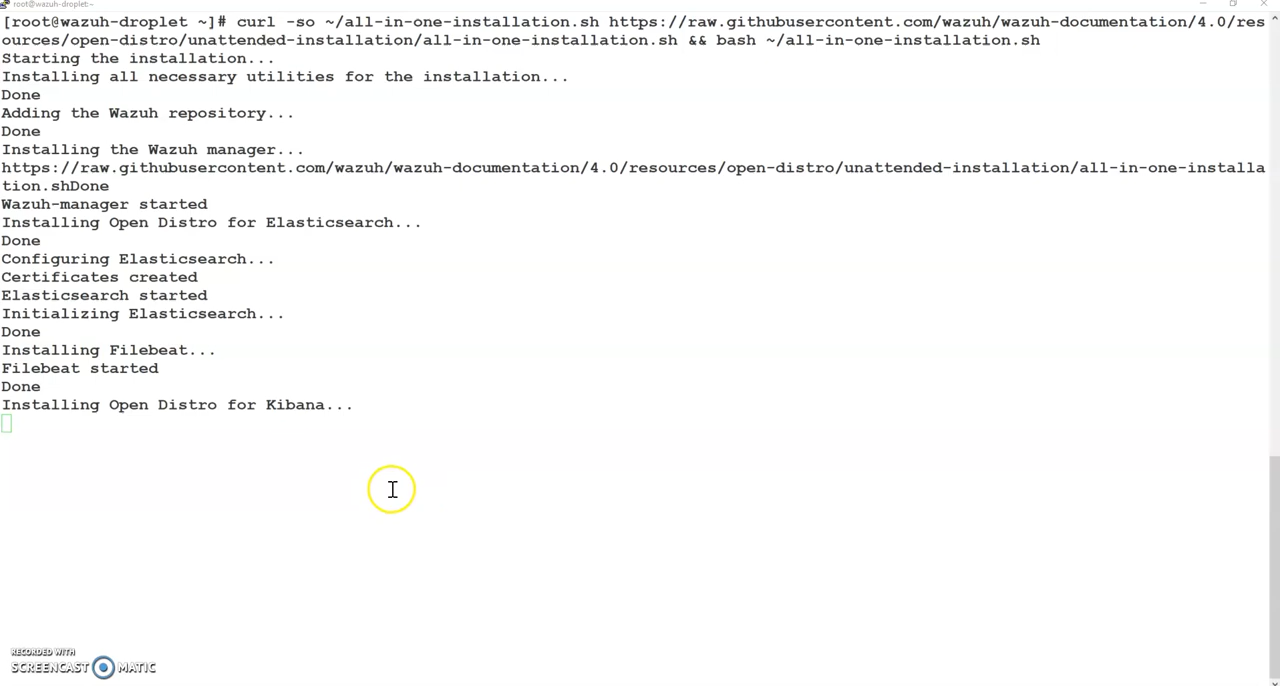 root@wazuh-droplet:~
[root@wazuh-droplet ~]# curl -so ~/all-in-one-installation.sh https://raw.githubusercontent.com/wazuh/wazuh-documentation/4.0/res
ources/open-distro/unattended-installation/all-in-one-installation.sh && bash ~/all-in-one-installation.sh
Starting the installation...
Installing all necessary utilities for the installation...
Done
Adding the Wazuh repository...
Done
Installing the Wazuh manager...
https://raw.githubusercontent.com/wazuh/wazuh-documentation/4.0/resources/open-distro/unattended-installation/all-in-one-installa
tion.shDone
Wazuh-manager started
Installing Open Distro for Elasticsearch...
Done
Configuring Elasticsearch...
Certificates created
Elasticsearch started
Initializing Elasticsearch...
Done
Installing Filebeat...
Filebeat started
Done
Installing Open Distro for Kibana...
RECORDED WITH
SCREENCAST MATIC